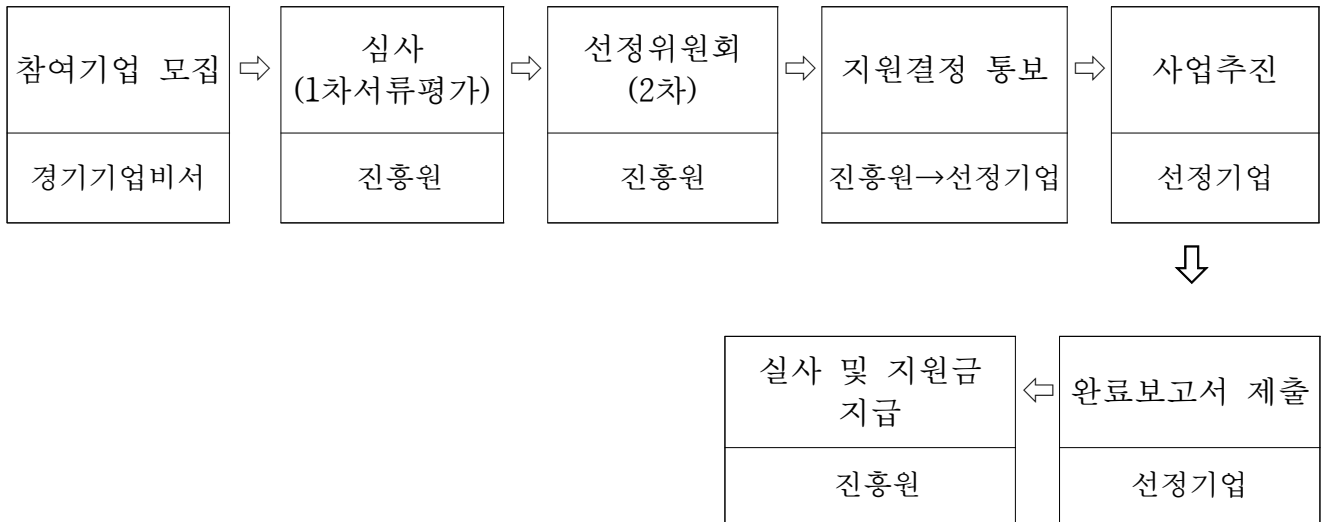 참여기업 모집
경기기업비서
심사
(1차서류평가)
진흥원
선정위원회
(2차)
진흥원
지원결정 통보
진흥원→선정기업
사업추진
선정기업
완료보고서 제출
선정기업
실사 및 지원금
지급
진흥원